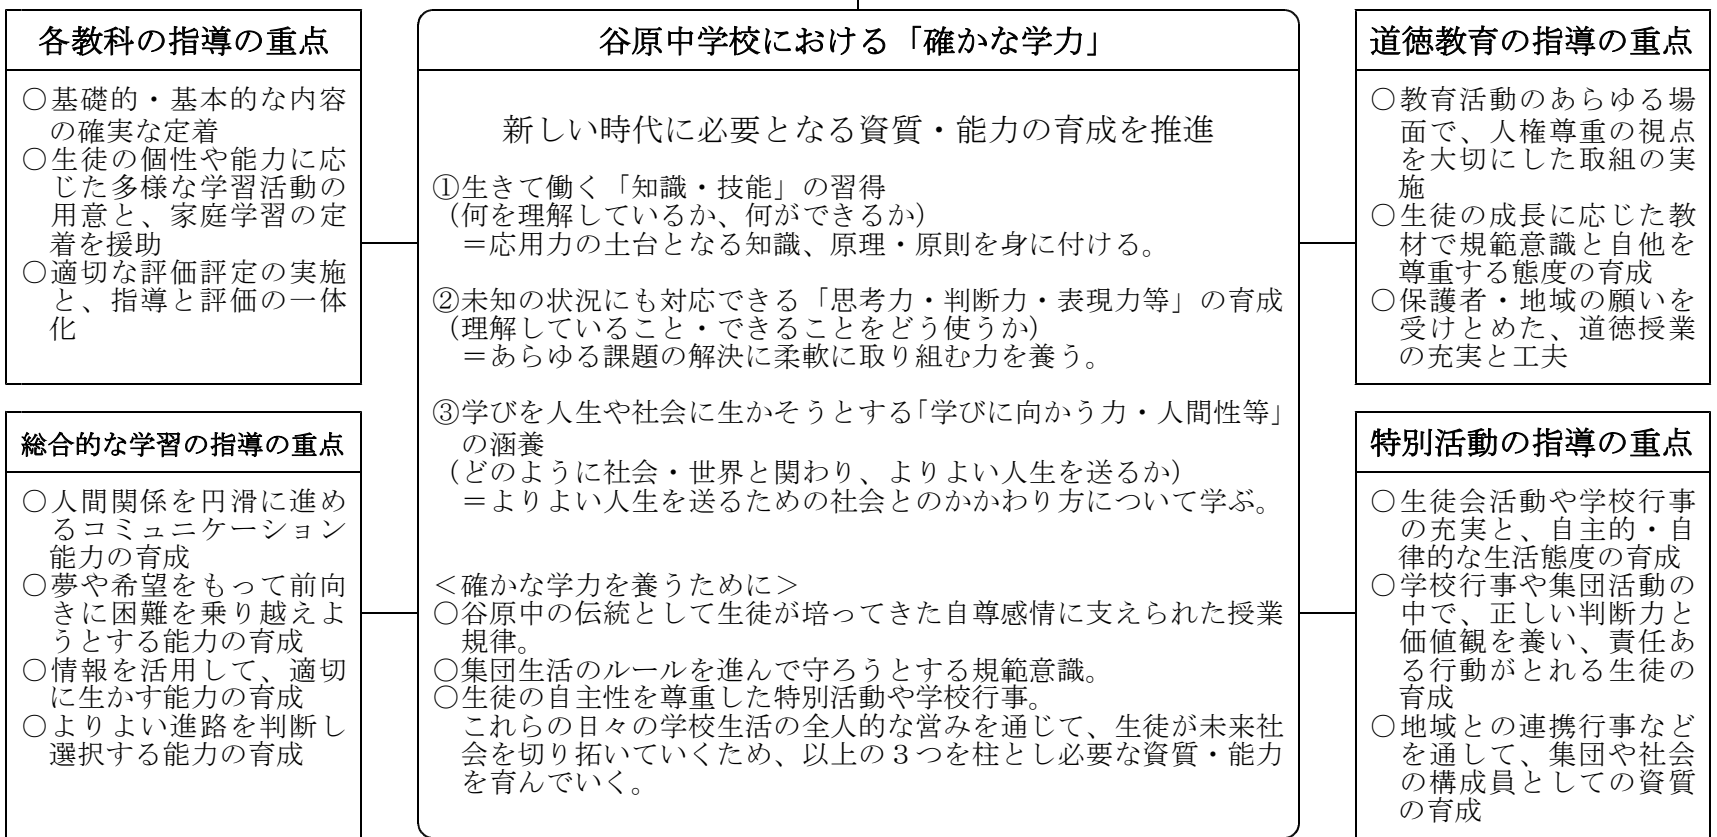 各教科の指導の重点
○基礎的・基本的な内容
の確実な定着
○生徒の個性や能力に応
じた多様な学習活動の
用意と、家庭学習の定
着を援助
○適切な評価評定の実施
と、指導と評価の一体
化
総合的な学習の指導の重点
○人間関係を円滑に進め
るコミュニケーション
能力の育成
○夢や希望をもって前向
きに困難を乗り越えよ
うとする能力の育成
○情報を活用して、適切
に生かす能力の育成
○よりよい進路を判断し
選択する能力の育成
谷原中学校における「確かな学力」
新しい時代に必要となる資質・能力の育成を推進
①生きて働く「知識・技能」の習得
(何を理解しているか、何ができるか)
＝応用力の土台となる知識、原理・原則を身に付ける。
②未知の状況にも対応できる「思考力・判断力・表現力等」の育成
(理解していること・できることをどう使うか)
＝あらゆる課題の解決に柔軟に取り組む力を養う。
③学びを人生や社会に生かそうとする「学びに向かう力・人間性等」
の涵養
(どのように社会・世界と関わり、よりよい人生を送るか)
＝よりよい人生を送るための社会とのかかわり方について学ぶ。
＜確かな学力を養うために＞
○谷原中の伝統として生徒が培ってきた自尊感情に支えられた授業
規律。
○集団生活のルールを進んで守ろうとする規範意識。
○生徒の自主性を尊重した特別活動や学校行事。
これらの日々の学校生活の全人的な営みを通じて、生徒が未来社
会を切り拓いていくため、以上の３つを柱とし必要な資質・能力
を育んでいく。
道徳教育の指導の重点
○教育活動のあらゆる場
面で、人権尊重の視点
を大切にした取組の実
施
○生徒の成長に応じた教
材で規範意識と自他を
尊重する態度の育成
○保護者・地域の願いを
受けとめた、道徳授業
の充実と工夫
特別活動の指導の重点
○生徒会活動や学校行事
の充実と、自主的・自
律的な生活態度の育成
○学校行事や集団活動の
中で、正しい判断力と
価値観を養い、責任あ
る行動がとれる生徒の
育成
○地域との連携行事など
を通して、集団や社会
の構成員としての資質
の育成